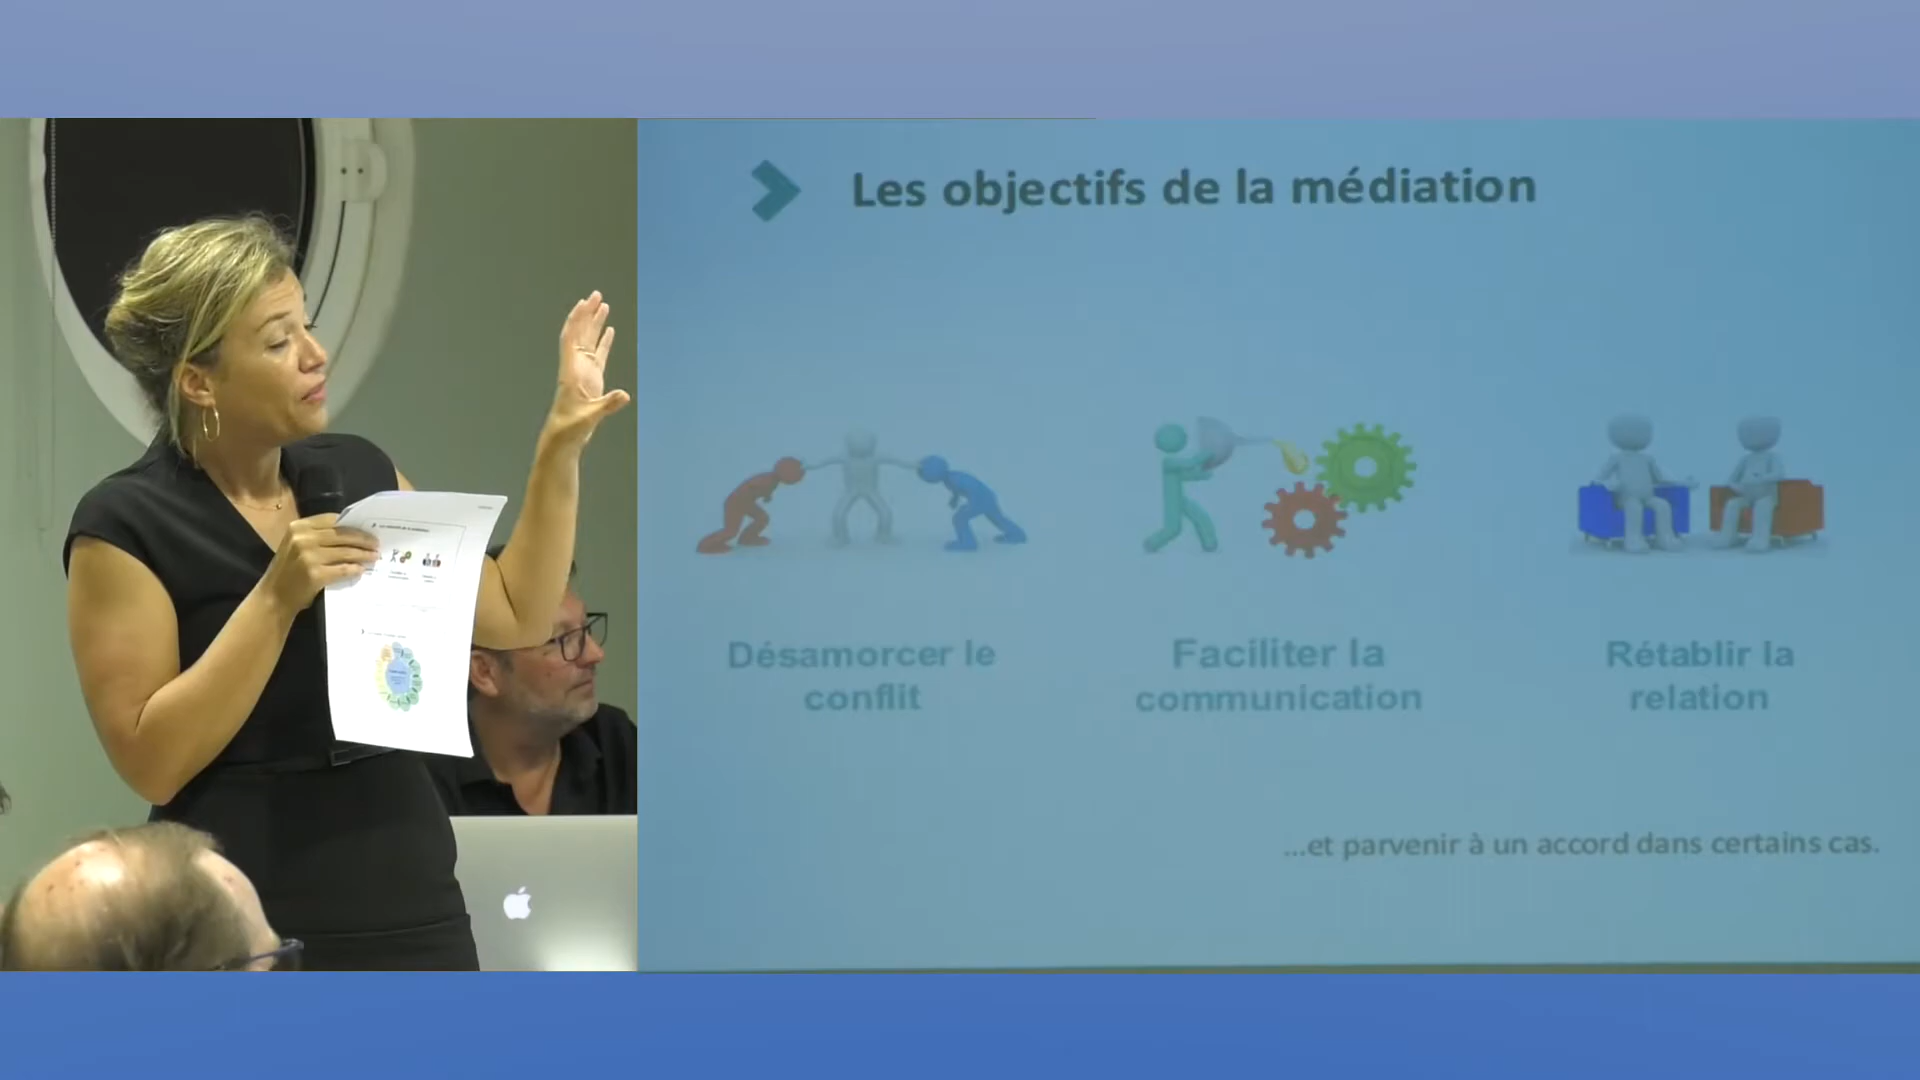 Les objectifs de la médiation
Désamorcer le
conflit
Faciliter la
communication
Rétablir la
relation
...et parvenir à un accord dans certains cas.